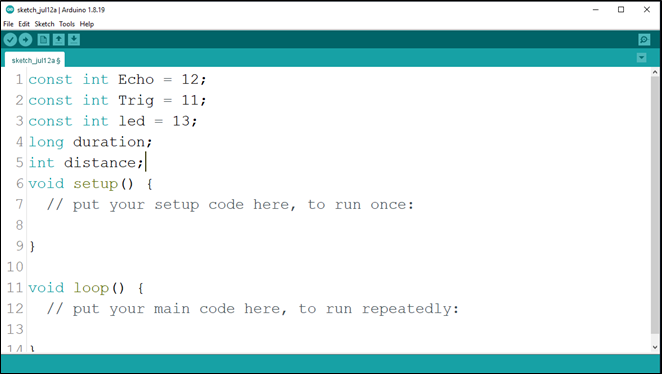 sketch_jul12a | Arduino 1.8.19
File Edit Sketch Tools Help
sketch_jul12a §
1 const int Echo = 12;
2 const int Trig = 11;
3 const int led = 13;
4 long duration;
5 int distance;
6 void setup() {
7 // put your setup code here, to run once:
8
9 }
10
11 void loop() {
12 // put your main code here, to run repeatedly:
13
14 }